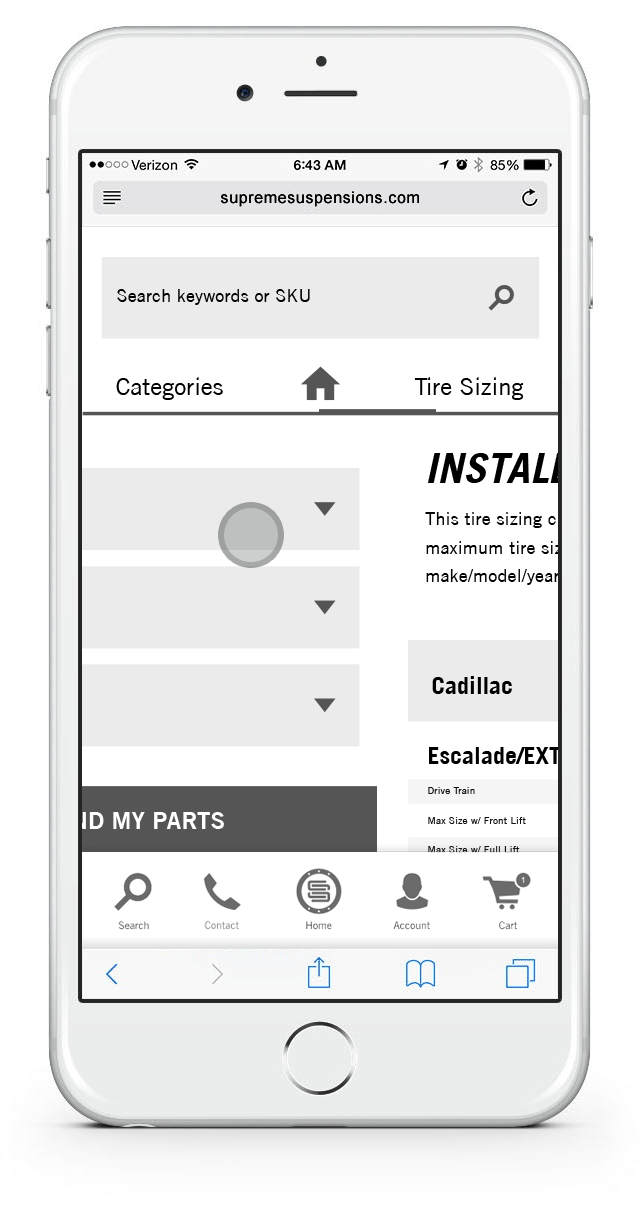 Verizon 6:43 AM 85%
supremesuspensions.com
Search keywords or SKU
Categories Tire Sizing
INSTALL
This tire sizing c
maximum tire siz
make/model/year
Cadillac
Escalade/EXT
Drive Train
Max Size w/ Front Lift
ND MY PARTS
Max Size w/ Full Lift
1
Search Contact Home Account Cart